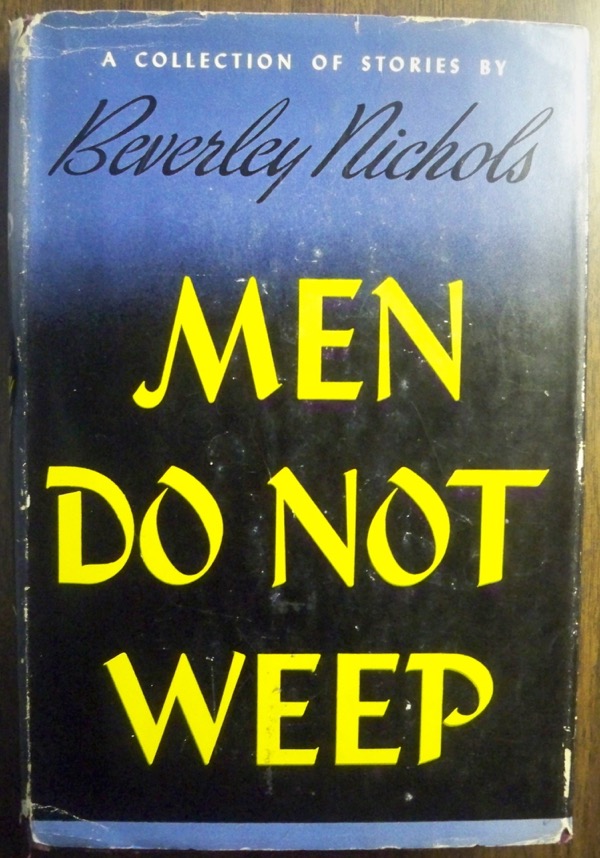 A COLLECTION OF STORIES BY
Beverley Nichols
MEN
DO NOT
WEEP